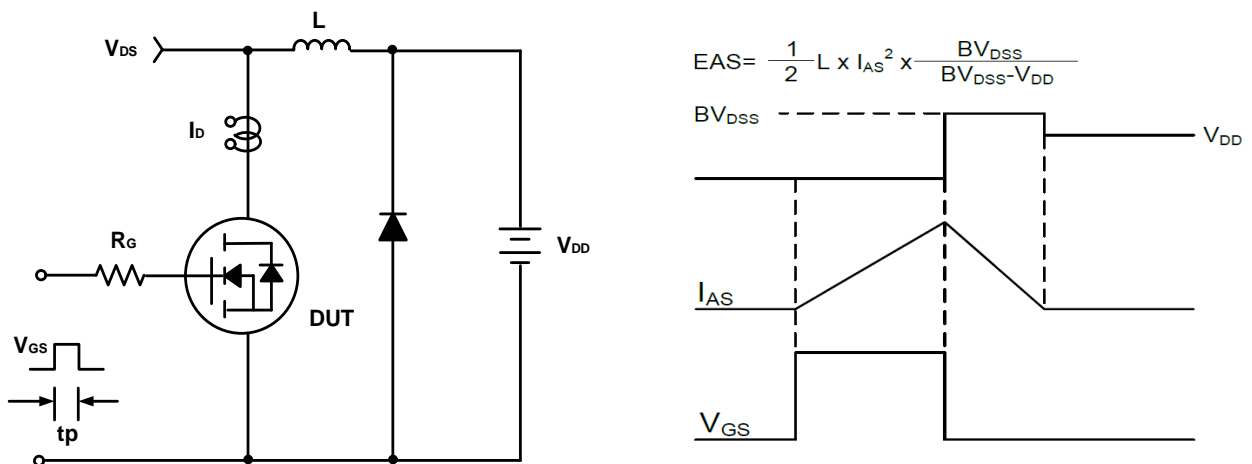 L
VDS
ID
RG
VDD
DUT
VGS
tp
EAS= 1/2 L x IAS² x BVDSS/BVDSS-VDD
BVDSS
VDD
IAS
VGS